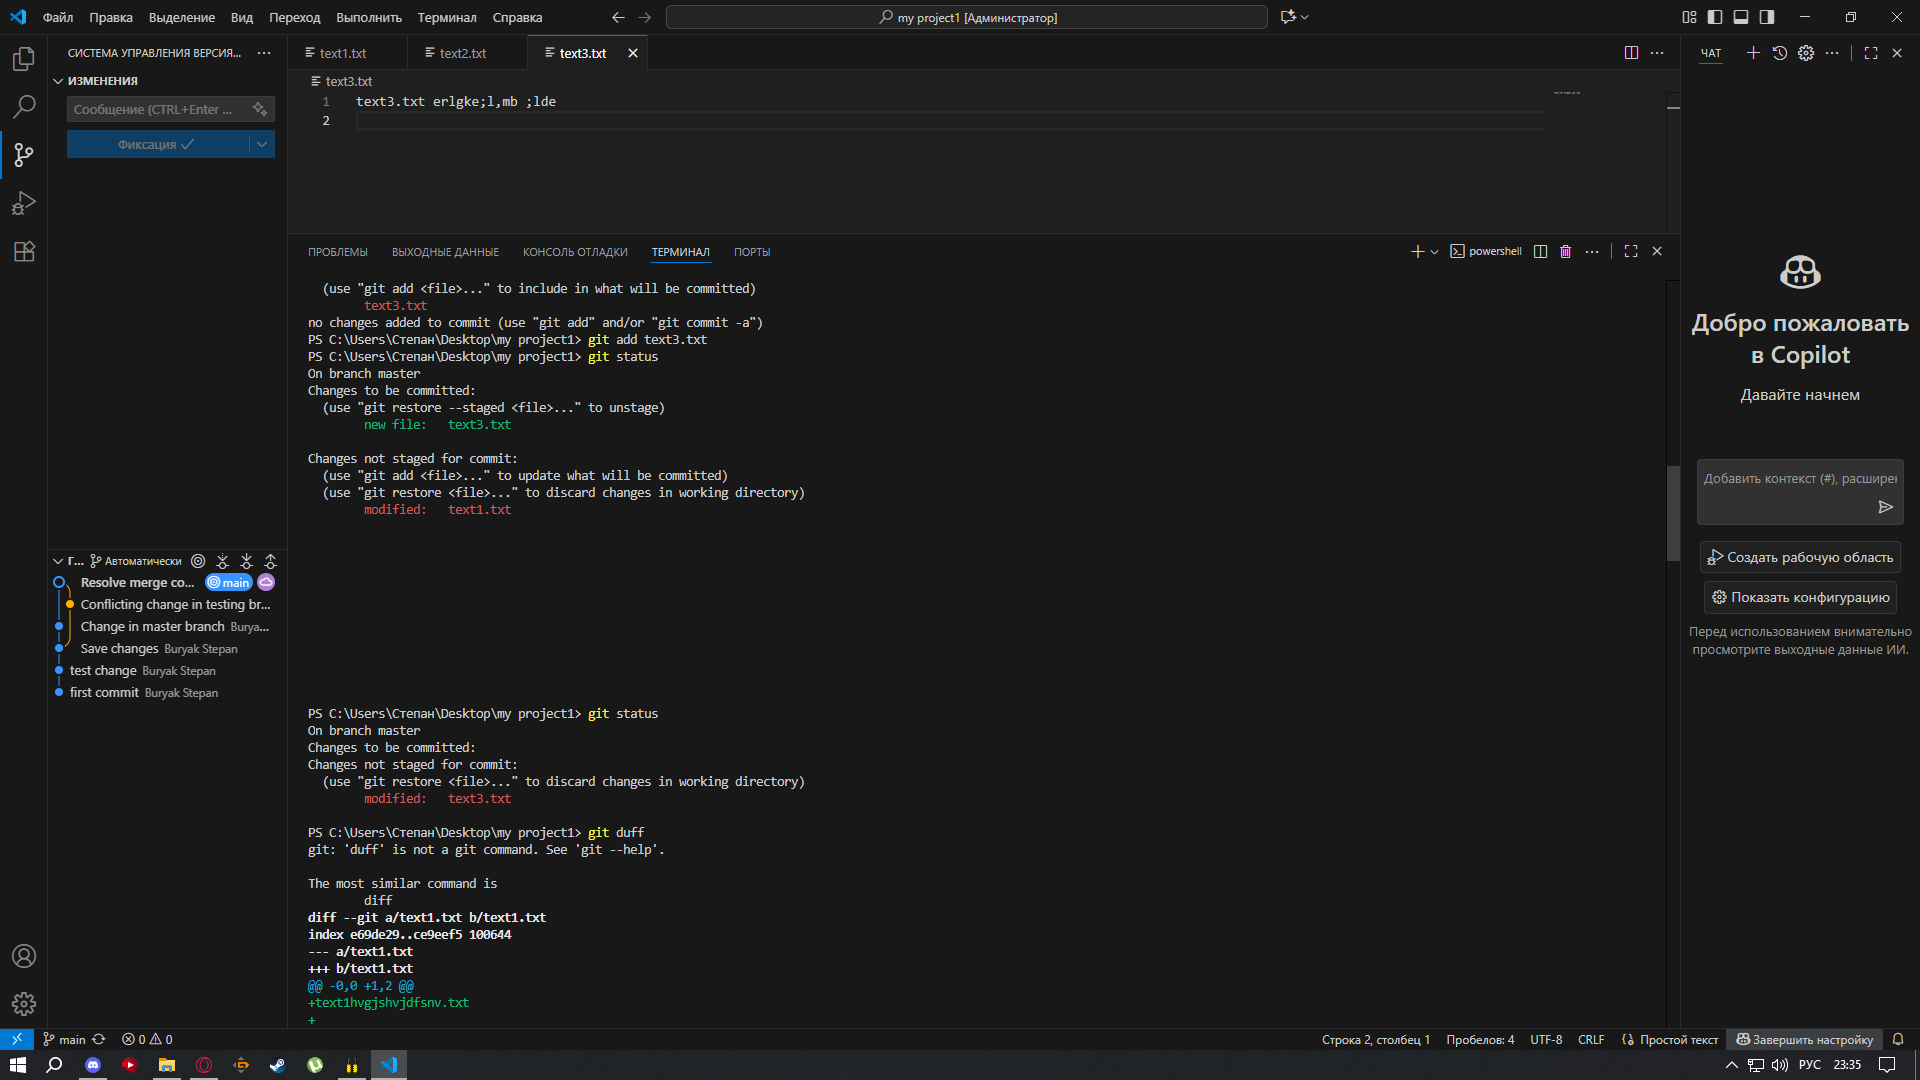 Файл Правка Выделение Вид Переход Выполнить Терминал Справка
my project1 [Администратор]
СИСТЕМА УПРАВЛЕНИЯ ВЕРСИЯ...
ИЗМЕНЕНИЯ
Сообщение (CTRL+Enter ...
Фиксация
Г... Автоматически
Resolve merge co... main
Conflicting change in testing br...
Change in master branch Burya...
Save changes Buryak Stepan
test change Buryak Stepan
first commit Buryak Stepan
text1.txt text2.txt text3.txt
text3.txt
1 text3.txt erlgke;l,mb ;lde
2
ПРОБЛЕМЫ ВЫХОДНЫЕ ДАННЫЕ КОНСОЛЬ ОТЛАДКИ ТЕРМИНАЛ ПОРТЫ
powershell
(use "git add <file>..." to include in what will be committed)
text3.txt
no changes added to commit (use "git add" and/or "git commit -a")
PS C:\Users\Степан\Desktop\my project1> git add text3.txt
PS C:\Users\Степан\Desktop\my project1> git status
On branch master
Changes to be committed:
(use "git restore --staged <file>..." to unstage)
new file: text3.txt
Changes not staged for commit:
(use "git add <file>..." to update what will be committed)
(use "git restore <file>..." to discard changes in working directory)
modified: text1.txt
PS C:\Users\Степан\Desktop\my project1> git status
On branch master
Changes to be committed:
Changes not staged for commit:
(use "git restore <file>..." to discard changes in working directory)
modified: text3.txt
PS C:\Users\Степан\Desktop\my project1> git duff
git: 'duff' is not a git command. See 'git --help'.
The most similar command is
diff
diff --git a/text1.txt b/text1.txt
index e69de29..ce9eef5 100644
--- a/text1.txt
+++ b/text1.txt
@@ -0,0 +1,2 @@
+text1hvgjshvjdfsnv.txt
+
ЧАТ
Добро пожаловать
в Copilot
Давайте начнем
Добавить контекст (#), расширен
Создать рабочую область
Показать конфигурацию
Перед использованием внимательно
просмотрите выходные данные ИИ.
main 0 0
Строка 2, столбец 1 Пробелов: 4 UTF-8 CRLF Простой текст Завершить настройку
РУС 23:35